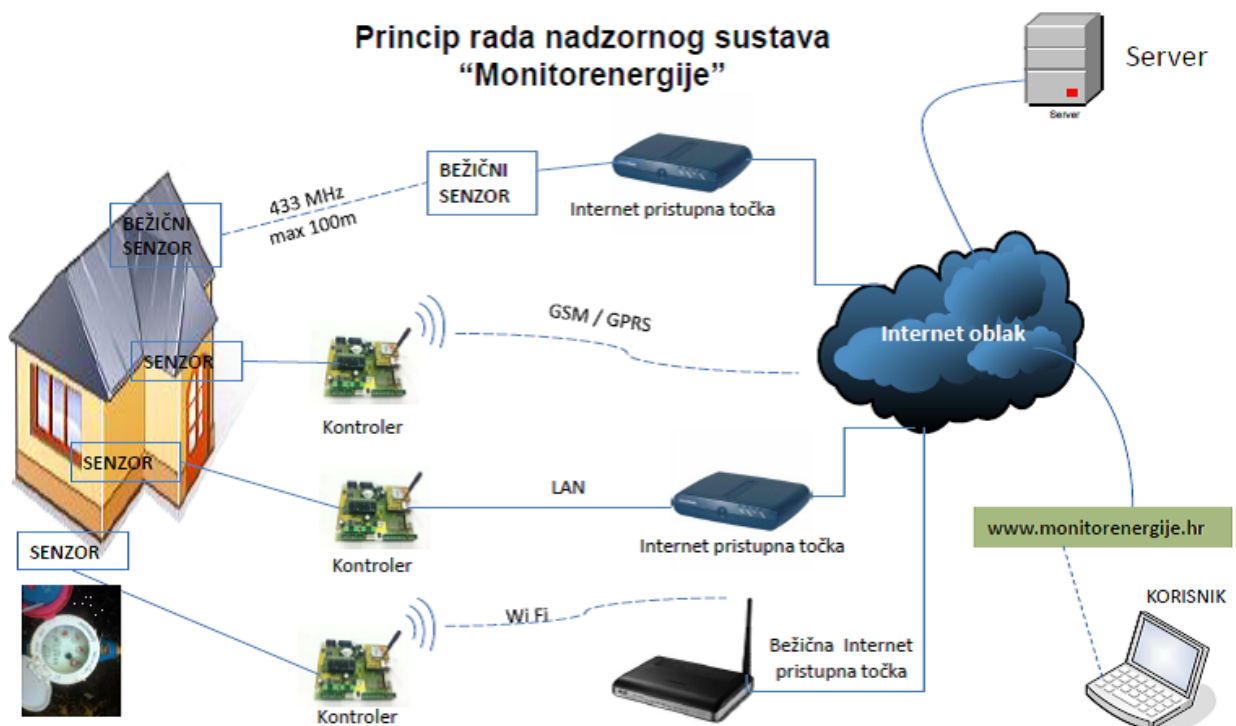 Princip rada nadzornog sustava
“Monitorenergije”
Server
Server
BEŽIČNI
SENZOR
433 MHz
max 100m
BEŽIČNI
SENZOR
Internet pristupna točka
SENZOR
Kontroler
GSM / GPRS
Internet oblak
SENZOR
Kontroler
LAN
Internet pristupna točka
www.monitorenergije.hr
SENZOR
Kontroler
Wi Fi
Bežična Internet
pristupna točka
KORISNIK